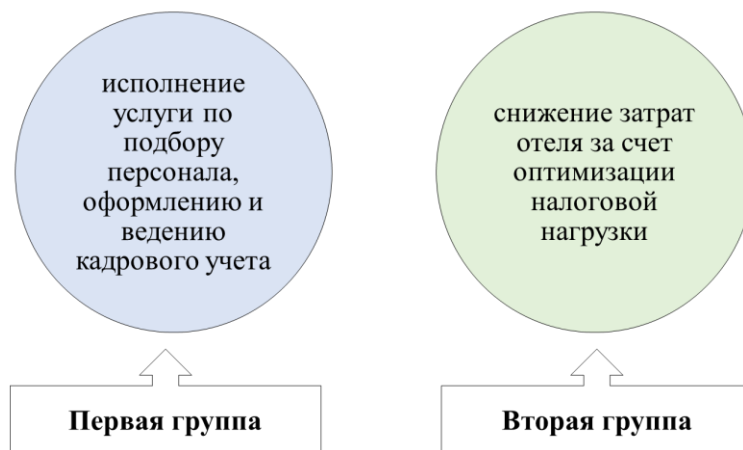 исполнение
услуги по
подбору
персонала,
оформлению и
ведению
кадрового учета
снижение затрат
отеля за счет
оптимизации
налоговой
нагрузки
Первая группа
Вторая группа